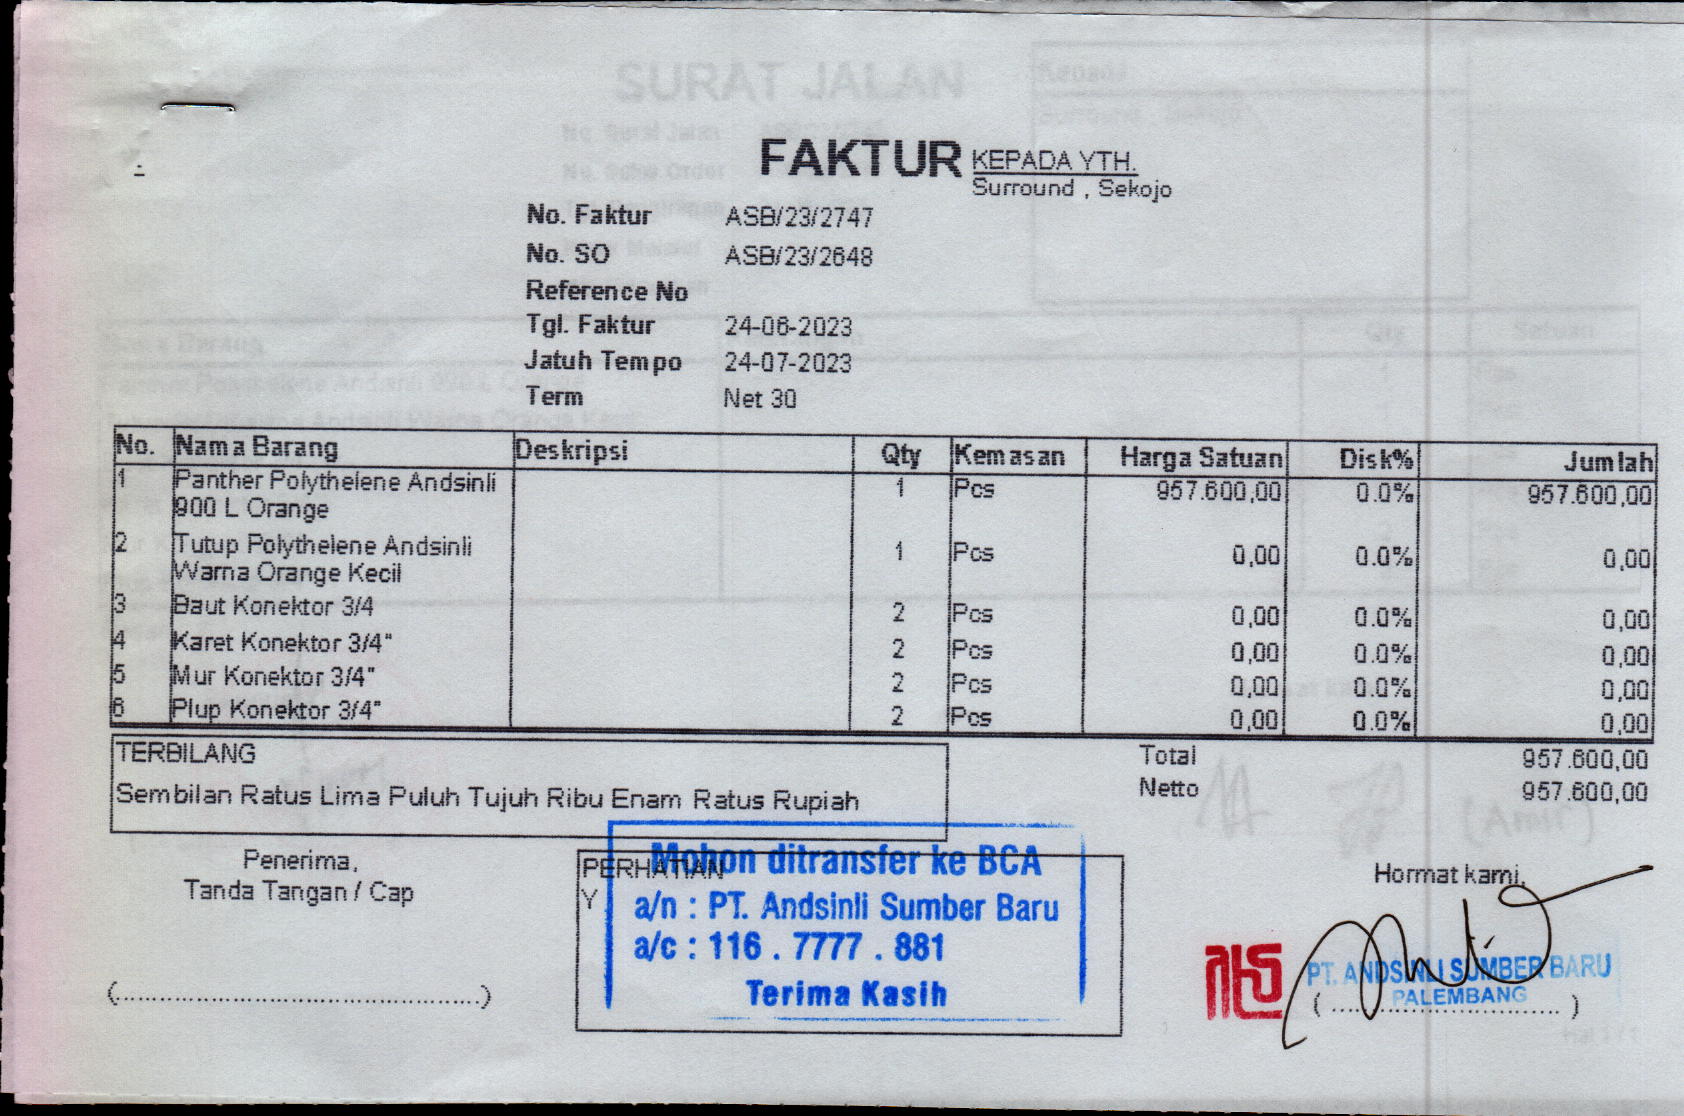 FAKTUR
KEPADA YTH.
Surround , Sekojo
No. Faktur ASB/23/2747
No. SO ASB/23/2648
Reference No
Tgl. Faktur 24-06-2023
Jatuh Tempo 24-07-2023
Term Net 30
No. Nama Barang Deskripsi Qty Kemasan Harga Satuan Disk% Jumlah
1 Panther Polythelene Andsinli 1 Pcs 957.600,00 0.0% 957.600,00
900 L Orange
2 Tutup Polythelene Andsinli 1 Pcs 0,00 0.0% 0,00
Warna Orange Kecil
3 Baut Konektor 3/4 2 Pcs 0,00 0.0% 0,00
4 Karet Konektor 3/4" 2 Pcs 0,00 0.0% 0,00
5 Mur Konektor 3/4" 2 Pcs 0,00 0.0% 0,00
6 Plup Konektor 3/4" 2 Pcs 0,00 0.0% 0,00
TERBILANG
Sembilan Ratus Lima Puluh Tujuh Ribu Enam Ratus Rupiah
Total 957.600,00
Netto 957.600,00
Penerima,
Tanda Tangan / Cap
(................................................)
PERHATIAN
Y
Mohon ditransfer ke BCA
a/n : PT. Andsinli Sumber Baru
a/c : 116 . 7777 . 881
Terima Kasih
Hormat kami,
PT. ANDSINLI SUMBER BARU
PALEMBANG
(................................)
SURAT JALAN